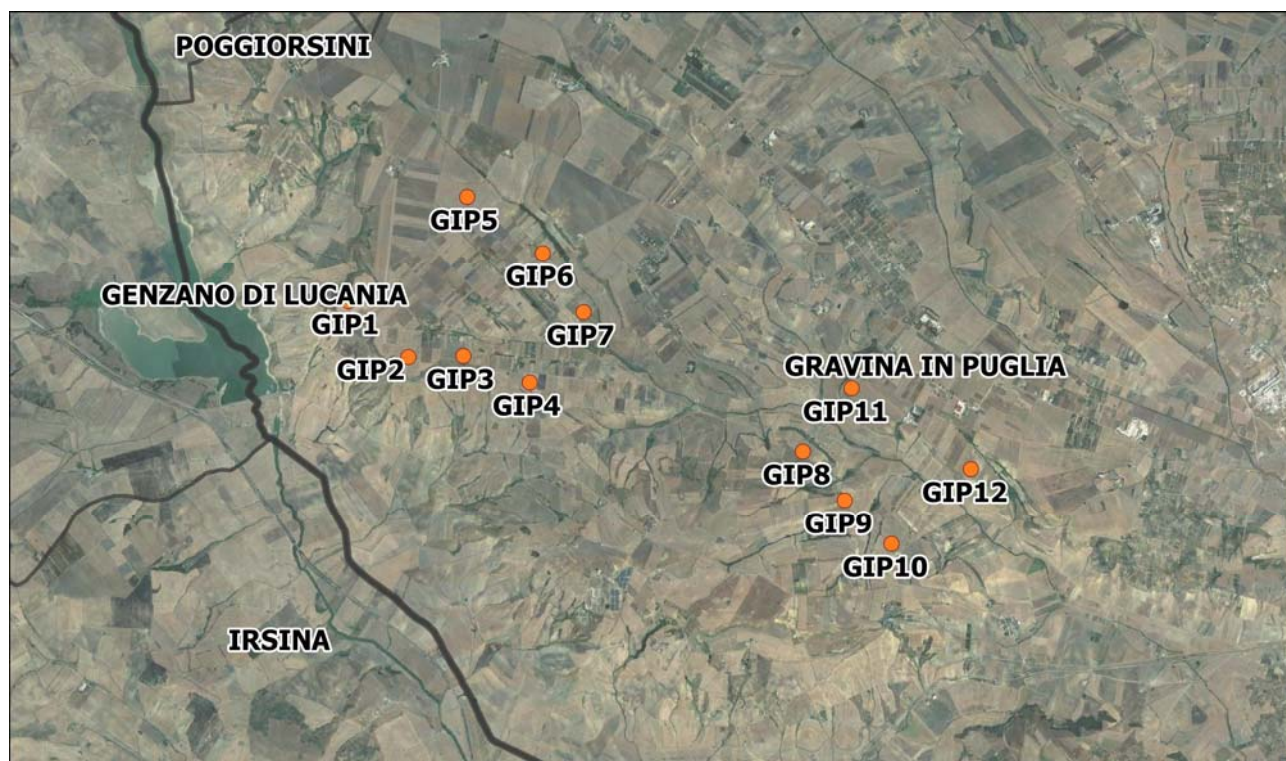 POGGIORSINI
GIP5
GIP6
GENZANO DI LUCANIA
GIP1
GIP7
GIP2
GIP3
GRAVINA IN PUGLIA
GIP4
GIP11
GIP8
GIP12
GIP9
GIP10
IRSINA